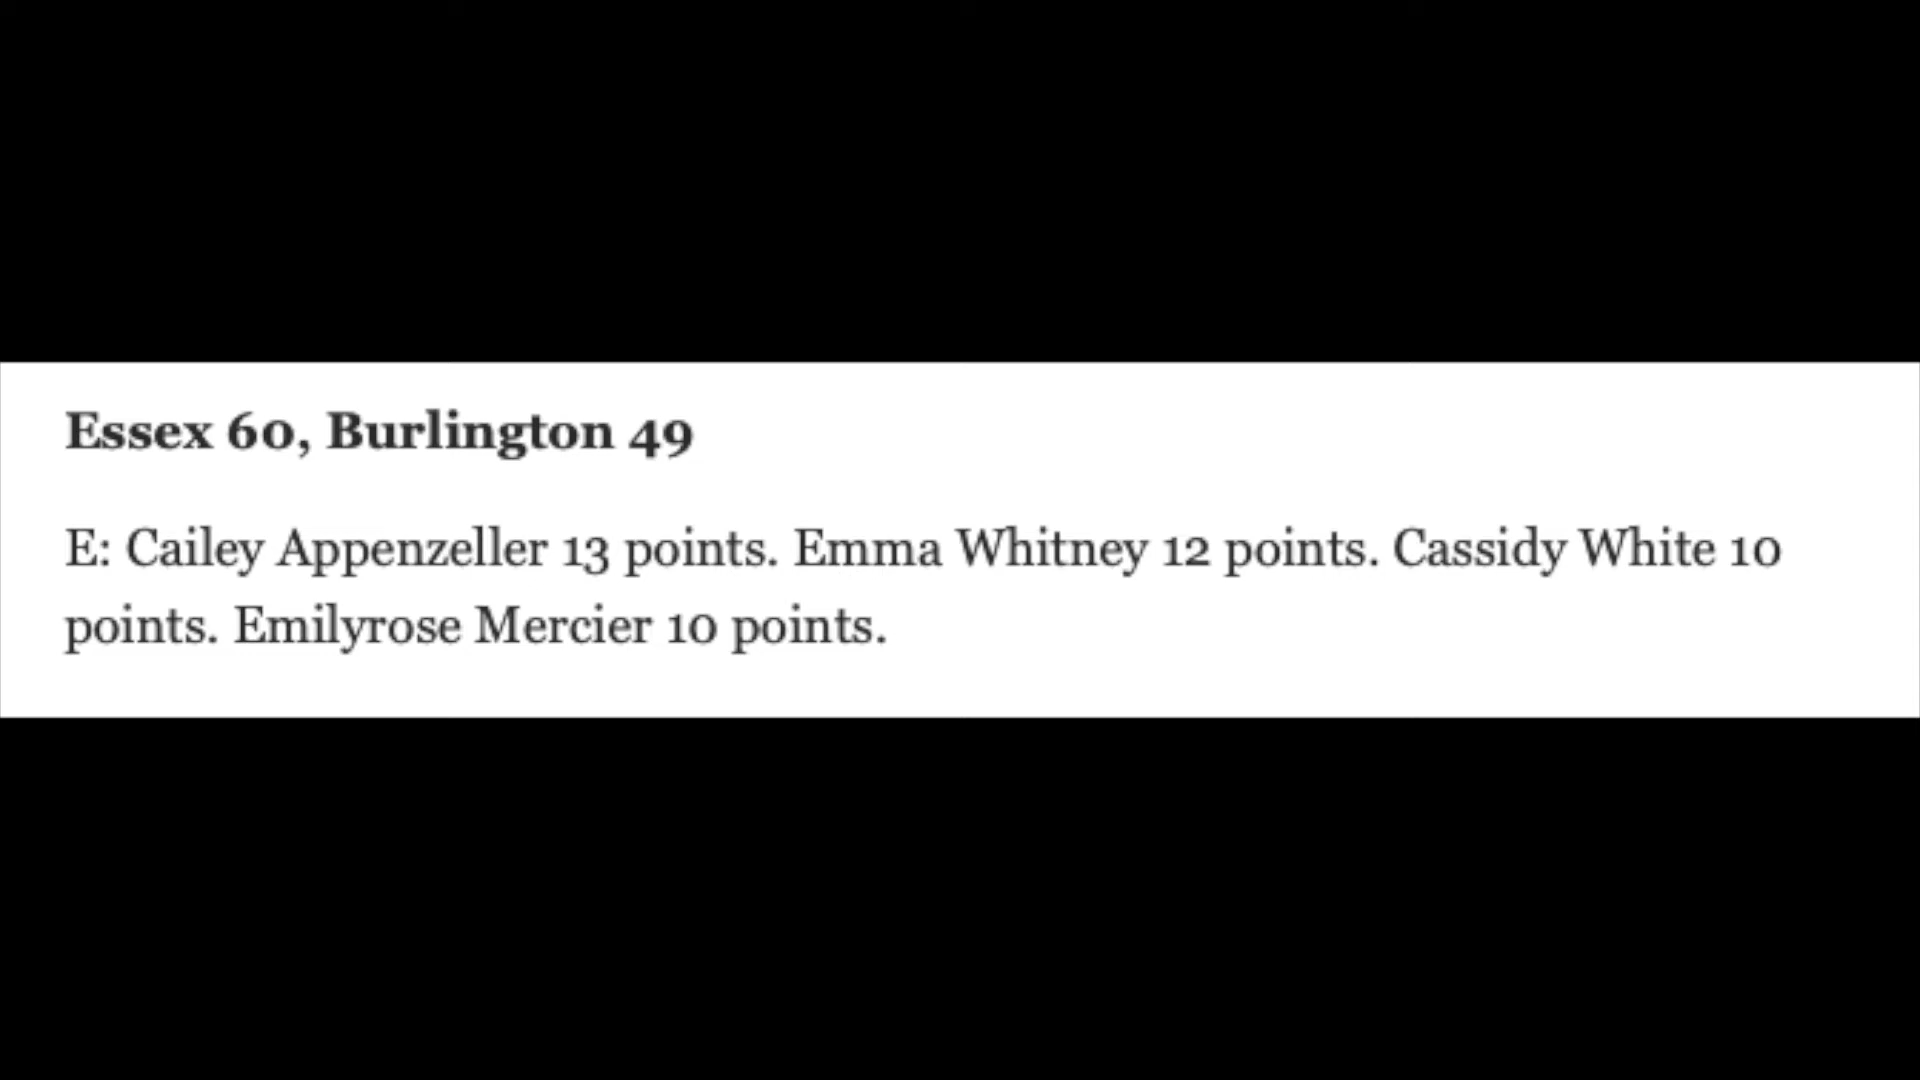 Essex 60, Burlington 49
E: Cailey Appenzeller 13 points. Emma Whitney 12 points. Cassidy White 10
points. Emilyrose Mercier 10 points.